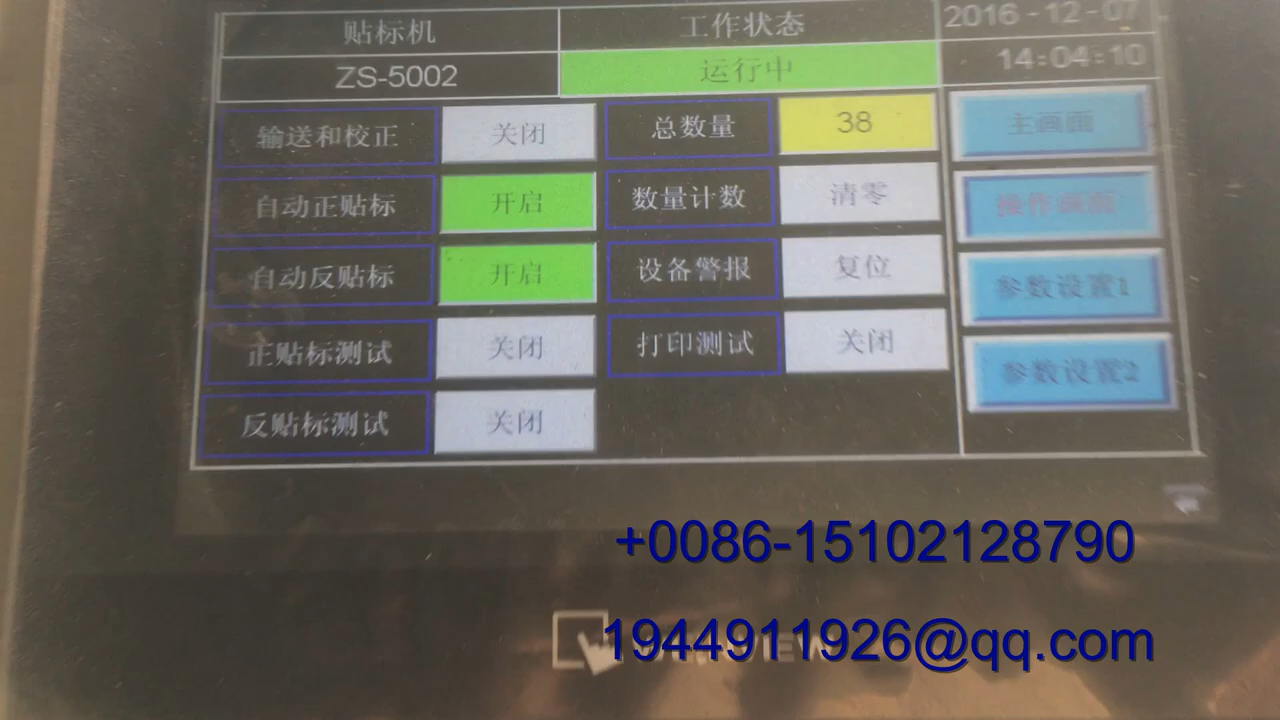 贴标机 工作状态 2016-12-07
ZS-5002 运行中 14:04:10
输送和校正 关闭 总数量 38 主画面
自动正贴标 开启 数量计数 清零 操作画面
自动反贴标 开启 设备警报 复位 参数设置1
正贴标测试 关闭 打印测试 关闭 参数设置2
反贴标测试 关闭
+0086-15102128790
1944911926@qq.com